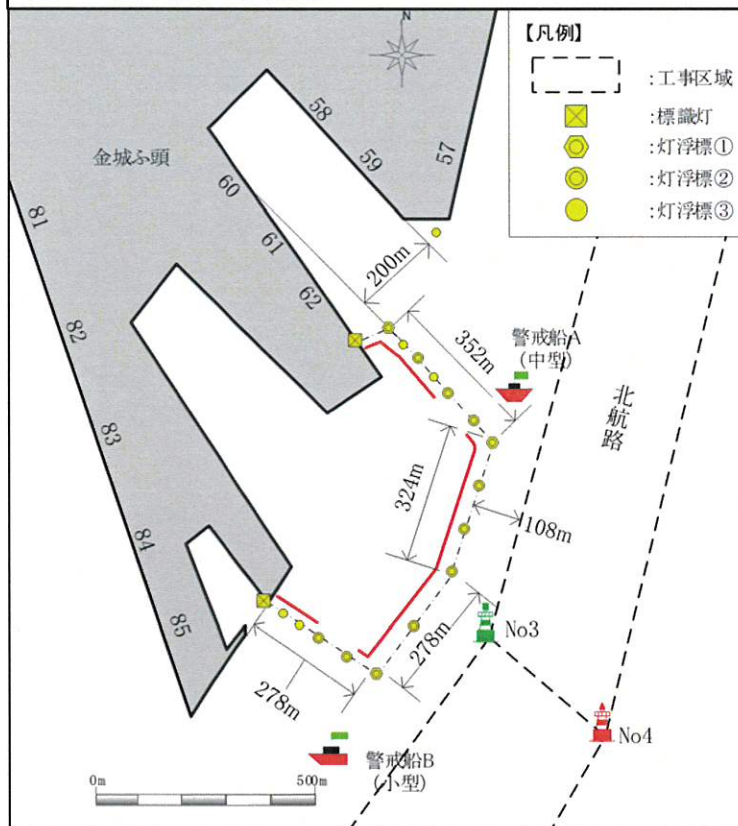 N
【凡例】
:工事区域
:標識灯
:灯浮標①
:灯浮標②
:灯浮標③
金城ふ頭
58
59
57
60
61
62
81
82
83
84
85
200m
352m
警戒船A
(中型)
北航路
324m
108m
No3
278m
278m
No4
警戒船B
(小型)
0m
500m